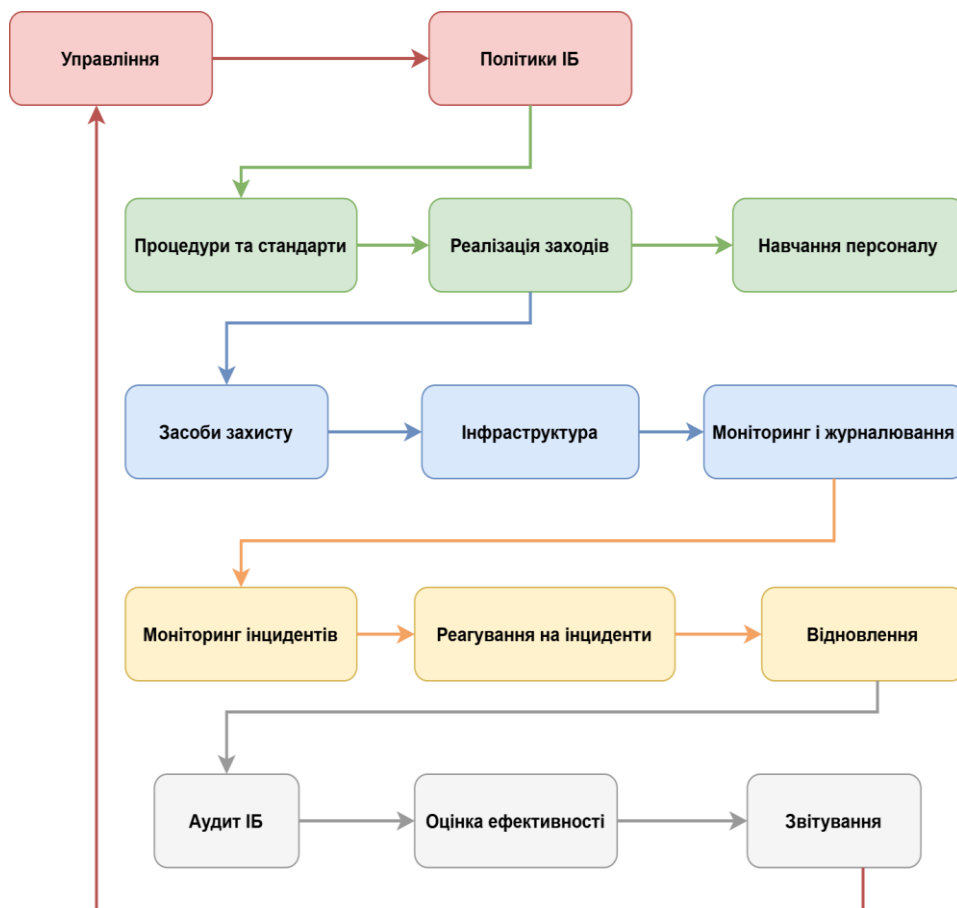 Управління
Політики ІБ
Процедури та стандарти
Реалізація заходів
Навчання персоналу
Засоби захисту
Інфраструктура
Моніторинг і журналювання
Моніторинг інцидентів
Реагування на інциденти
Відновлення
Аудит ІБ
Оцінка ефективності
Звітування